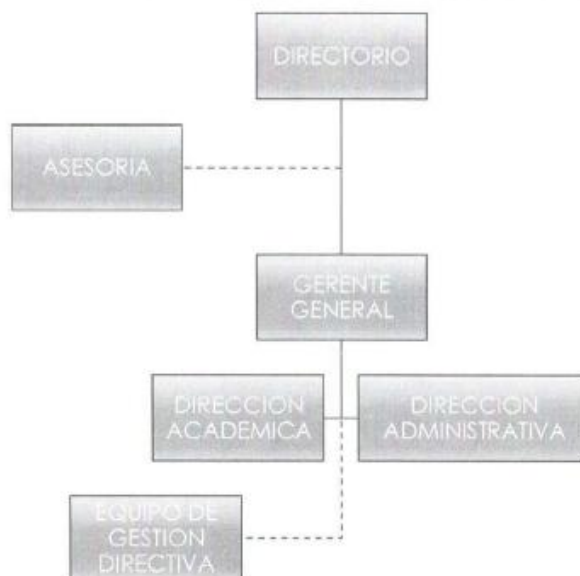 DIRECTORIO
ASESORIA
GERENTE
GENERAL
DIRECCION
ACADEMICA
DIRECCION
ADMINISTRATIVA
EQUIPO DE
GESTION
DIRECTIVA